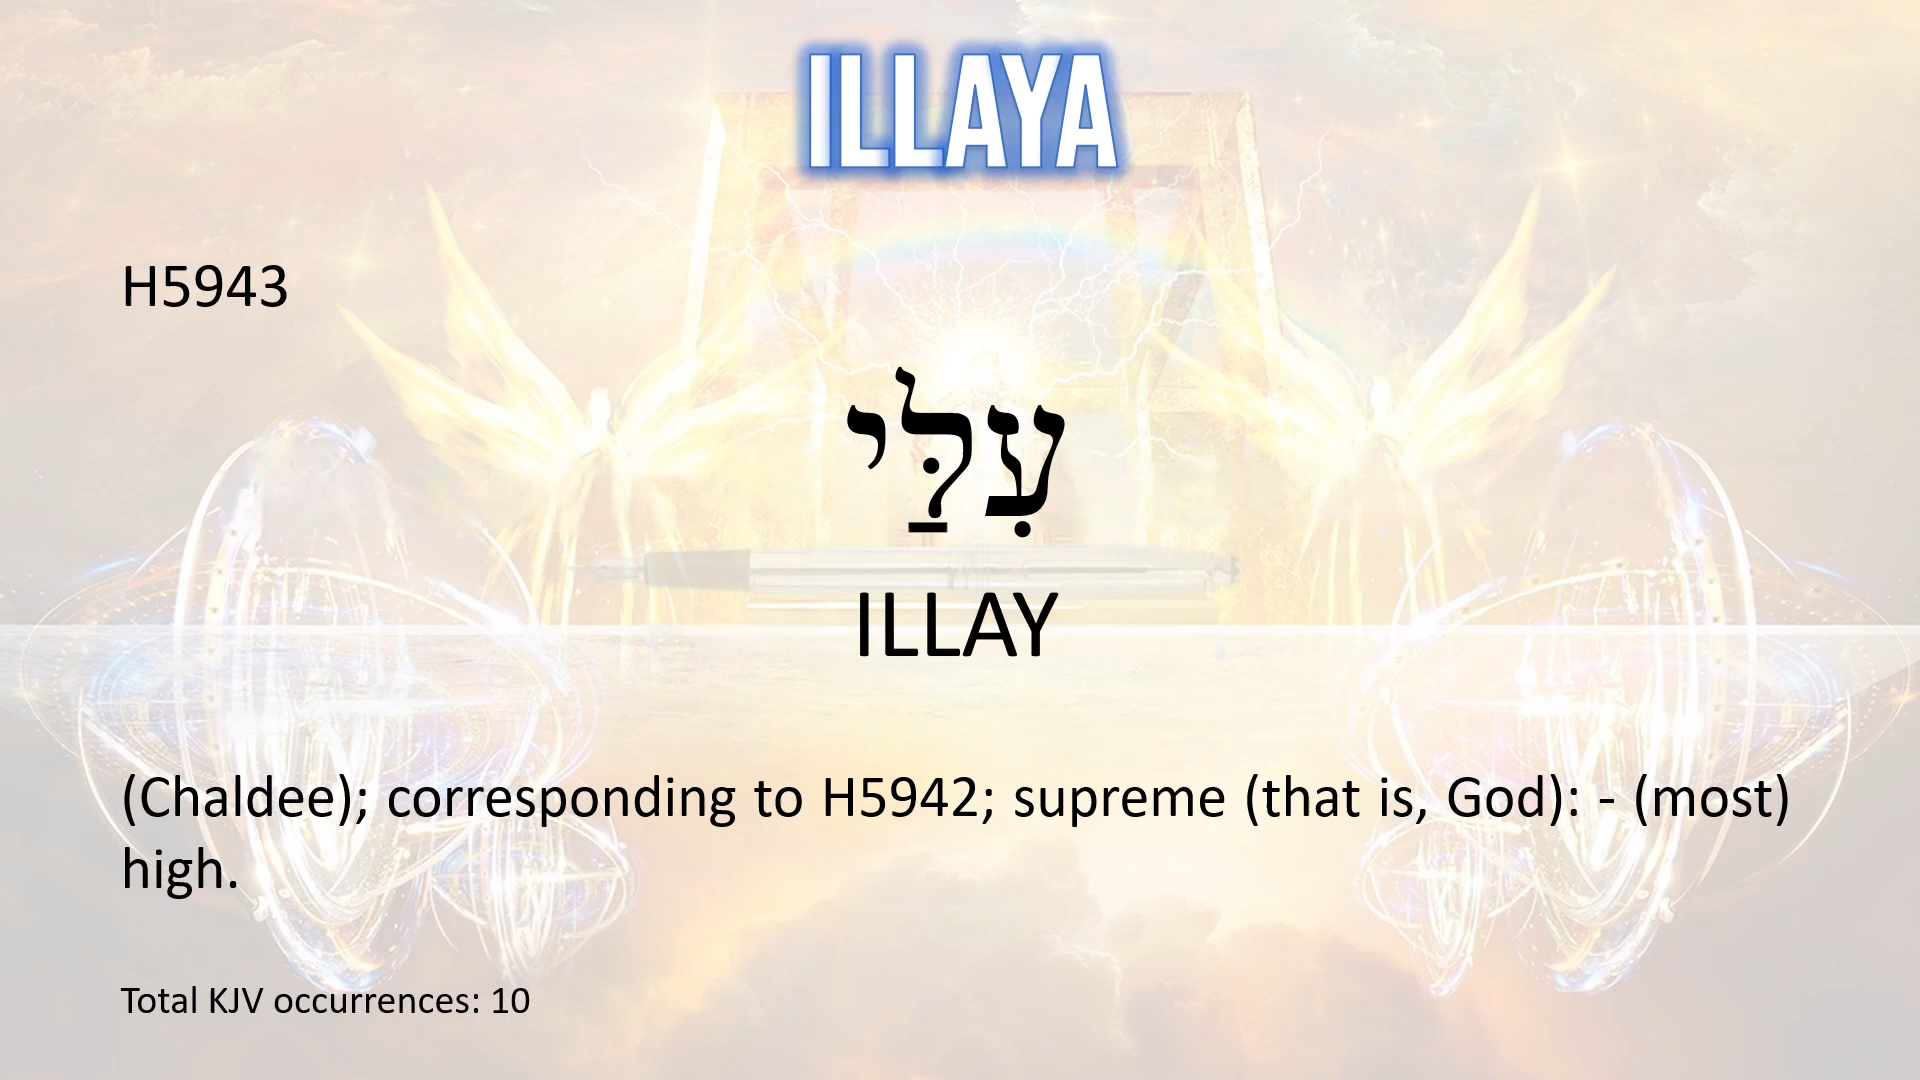 ILLAYA
H5943
עִלַּי
ILLAY
(Chaldee); corresponding to H5942; supreme (that is, God): - (most)
high.
Total KJV occurrences: 10